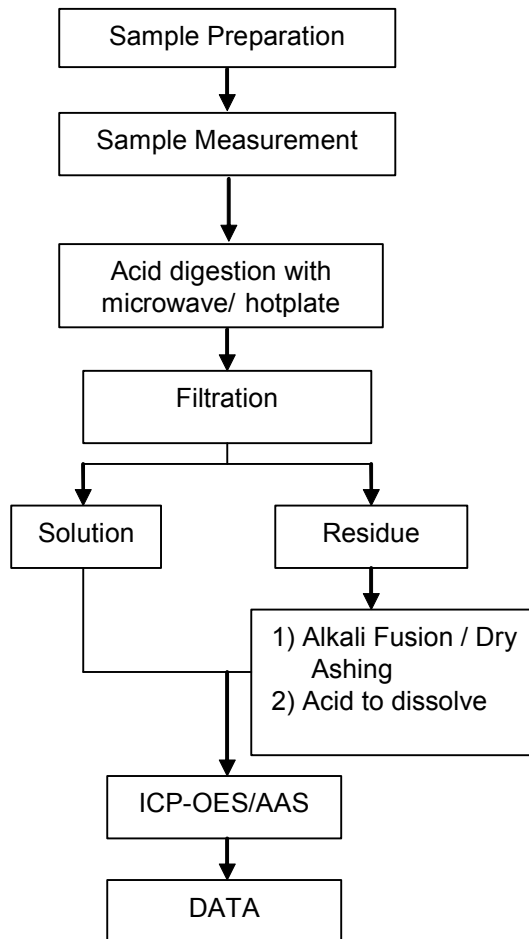 Sample Preparation
Sample Measurement
Acid digestion with
microwave/ hotplate
Filtration
Solution
Residue
1) Alkali Fusion / Dry
Ashing
2) Acid to dissolve
ICP-OES/AAS
DATA